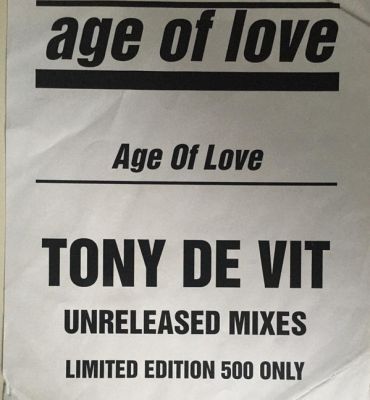 age of love
Age Of Love
TONY DE VIT
UNRELEASED MIXES
LIMITED EDITION 500 ONLY